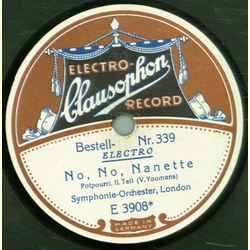 ELECTRO-
Clausophon
RECORD
Bestell- Nr. 339
ELECTRO
No, No, Nanette
Potpourri, II. Teil (V. Youmans)
Symphonie-Orchester, London
E 3908*
MADE IN
GERMANY